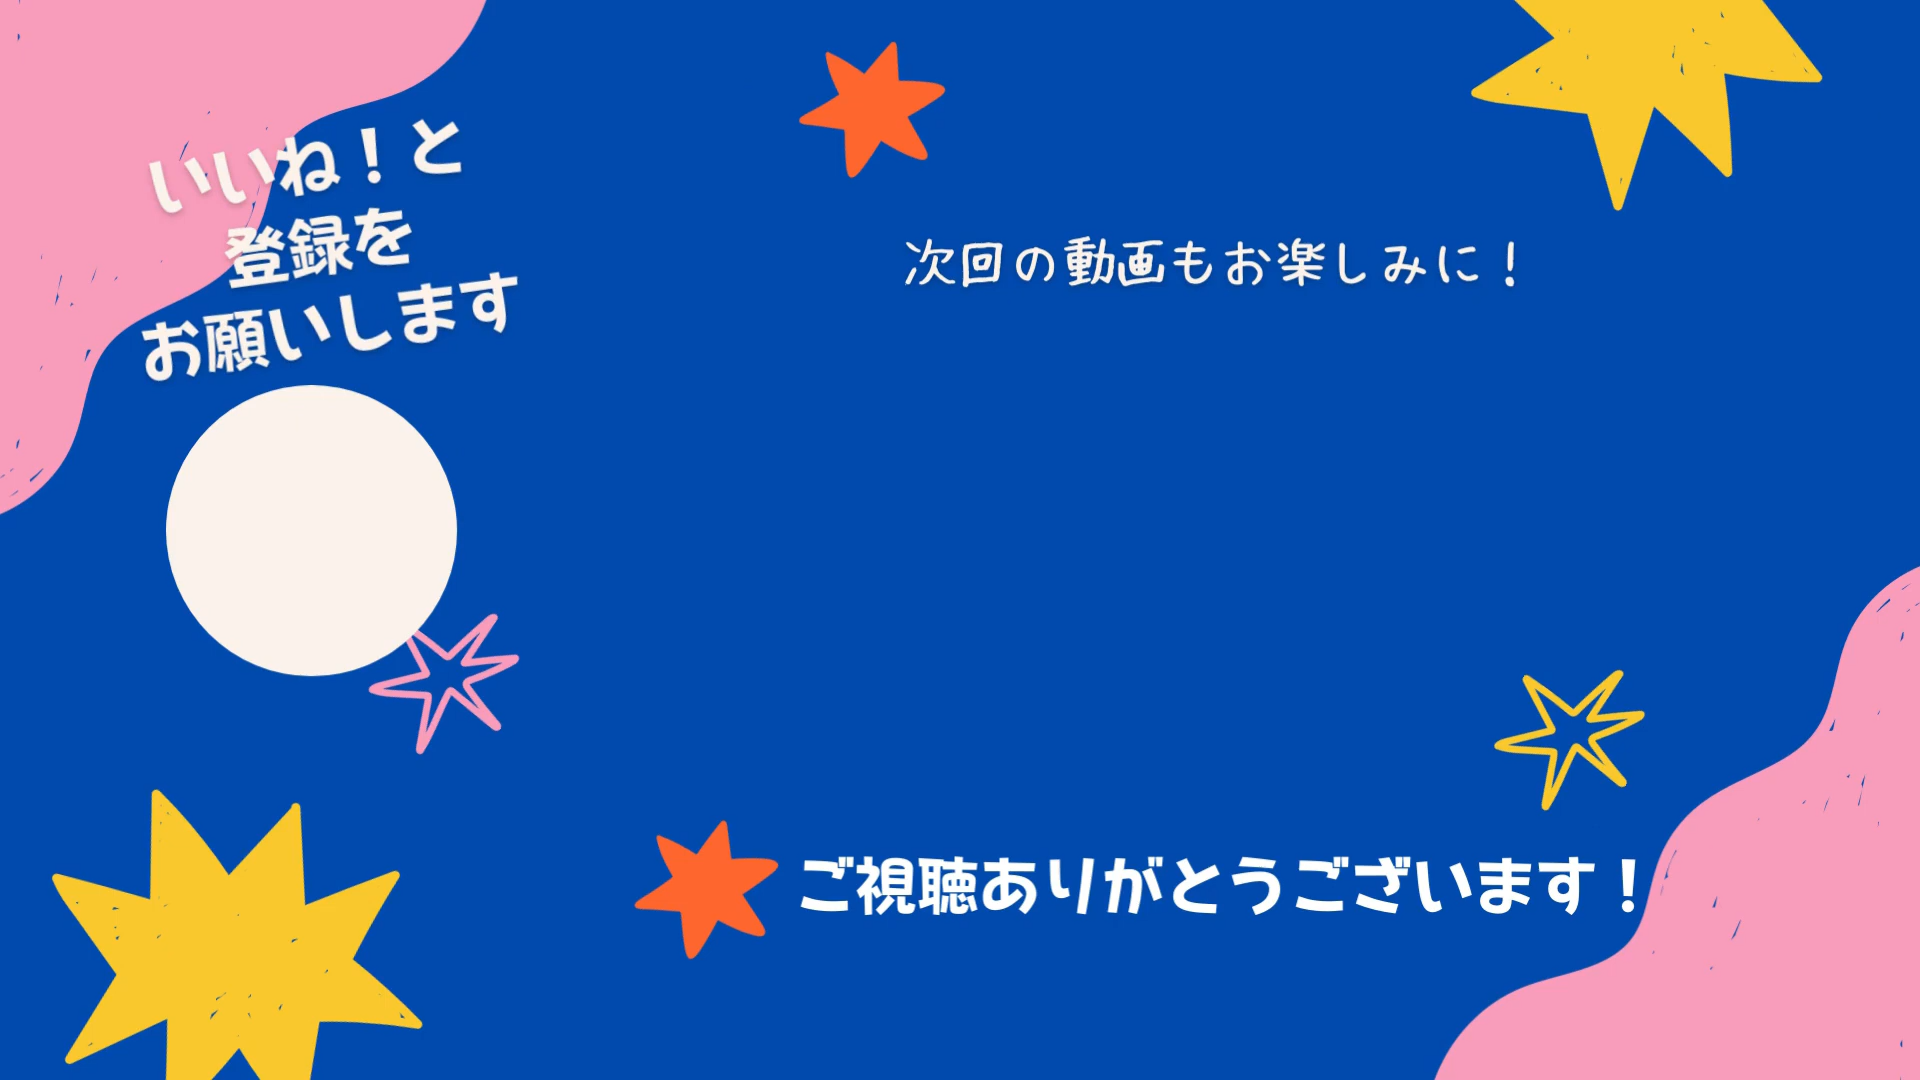 いいね！と
登録を
お願いします
次回の動画もお楽しみに！
ご視聴ありがとうございます！